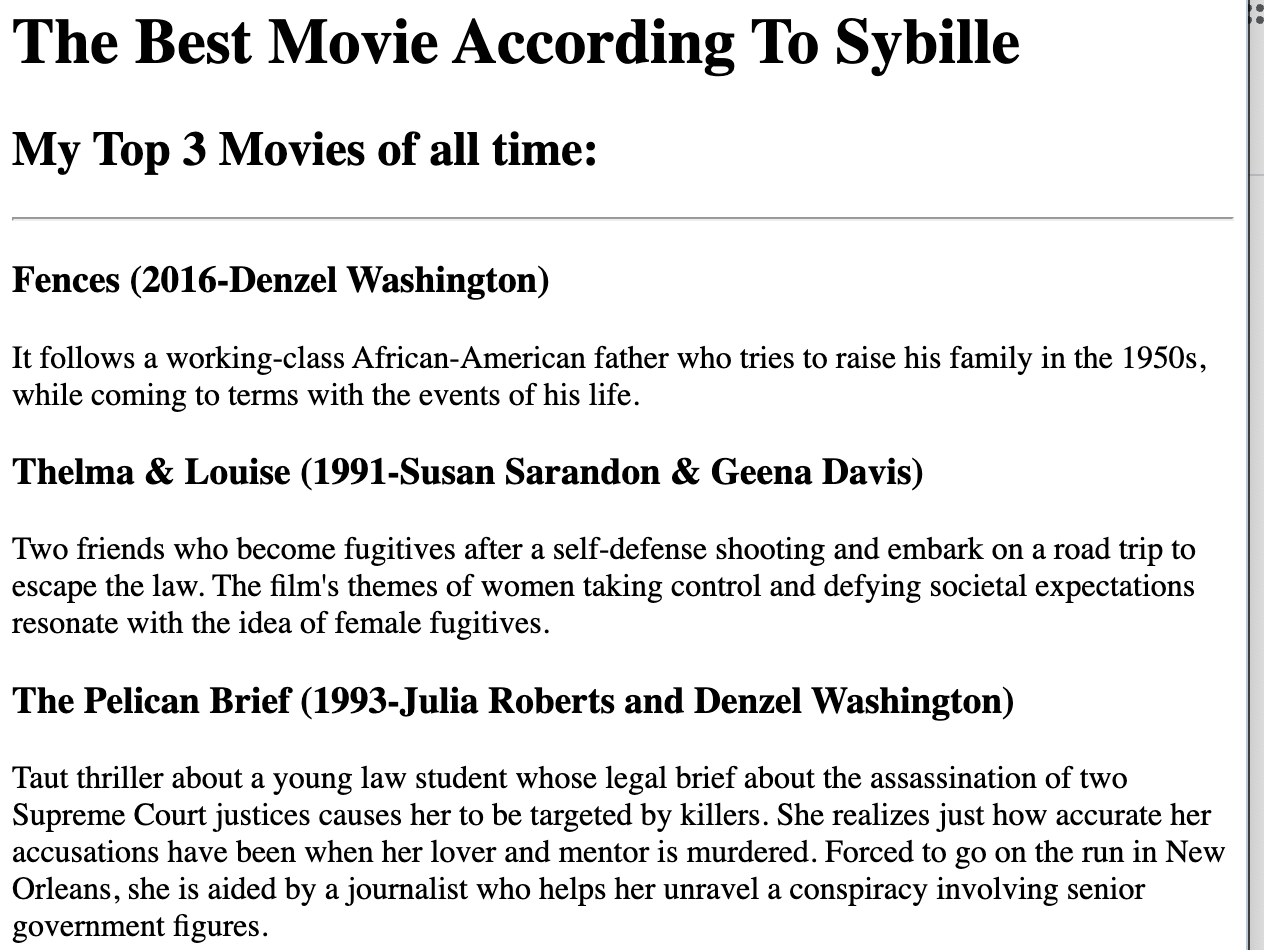 The Best Movie According To Sybille
My Top 3 Movies of all time:
Fences (2016-Denzel Washington)
It follows a working-class African-American father who tries to raise his family in the 1950s,
while coming to terms with the events of his life.
Thelma & Louise (1991-Susan Sarandon & Geena Davis)
Two friends who become fugitives after a self-defense shooting and embark on a road trip to
escape the law. The film's themes of women taking control and defying societal expectations
resonate with the idea of female fugitives.
The Pelican Brief (1993-Julia Roberts and Denzel Washington)
Taut thriller about a young law student whose legal brief about the assassination of two
Supreme Court justices causes her to be targeted by killers. She realizes just how accurate her
accusations have been when her lover and mentor is murdered. Forced to go on the run in New
Orleans, she is aided by a journalist who helps her unravel a conspiracy involving senior
government figures.